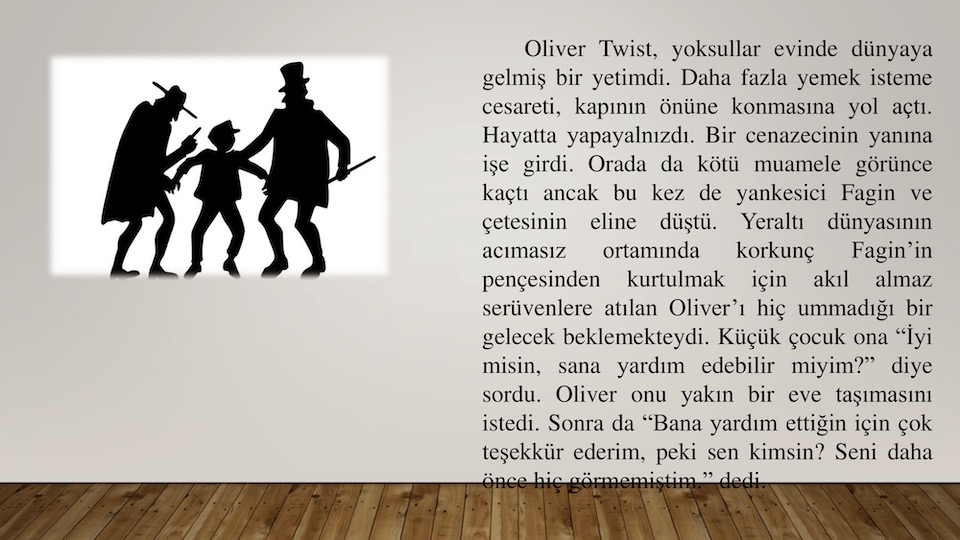 Oliver Twist, yoksullar evinde dünyaya
gelmiş bir yetimdi. Daha fazla yemek isteme
cesareti, kapının önüne konmasına yol açtı.
Hayatta yapayalnızdı. Bir cenazecinin yanına
işe girdi. Orada da kötü muamele görünce
kaçtı ancak bu kez de yankesici Fagin ve
çetesinin eline düştü. Yeraltı dünyasının
acımasız ortamında korkunç Fagin’in
pençesinden kurtulmak için akıl almaz
serüvenlere atılan Oliver’ı hiç ummadığı bir
gelecek beklemekteydi. Küçük çocuk ona “İyi
misin, sana yardım edebilir miyim?” diye
sordu. Oliver onu yakın bir eve taşımasını
istedi. Sonra da “Bana yardım ettiğin için çok
teşekkür ederim, peki sen kimsin? Seni daha
önce hiç görmemiştim.” dedi.